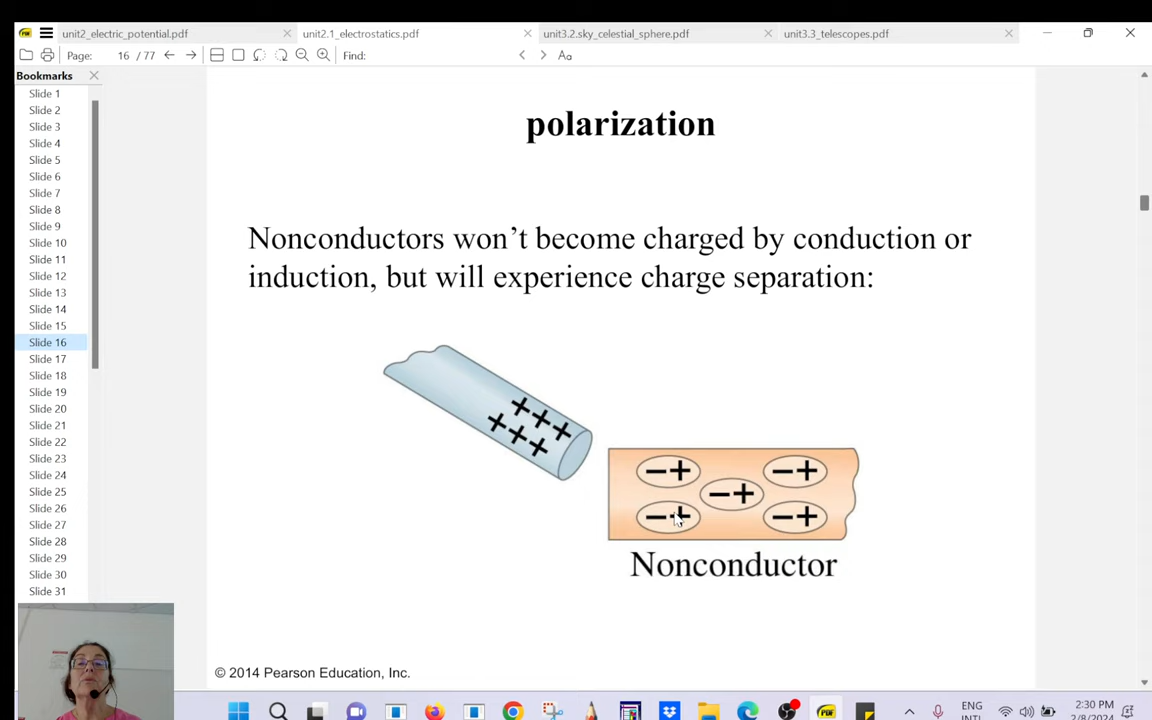 unit2_electric_potential.pdf
unit2.1_electrostatics.pdf
unit3.2.sky_celestial_sphere.pdf
unit3.3_telescopes.pdf
Page: 16 / 77
Find:
Aa
Bookmarks
Slide 1
Slide 2
Slide 3
Slide 4
Slide 5
Slide 6
Slide 7
Slide 8
Slide 9
Slide 10
Slide 11
Slide 12
Slide 13
Slide 14
Slide 15
Slide 16
Slide 17
Slide 18
Slide 19
Slide 20
Slide 21
Slide 22
Slide 23
Slide 24
Slide 25
Slide 26
Slide 27
Slide 28
Slide 29
Slide 30
Slide 31
polarization
Nonconductors won’t become charged by conduction or
induction, but will experience charge separation:
+++
+++
−+ −+
−+
−+ −+
Nonconductor
© 2014 Pearson Education, Inc.
ENG
INTL
2:30 PM